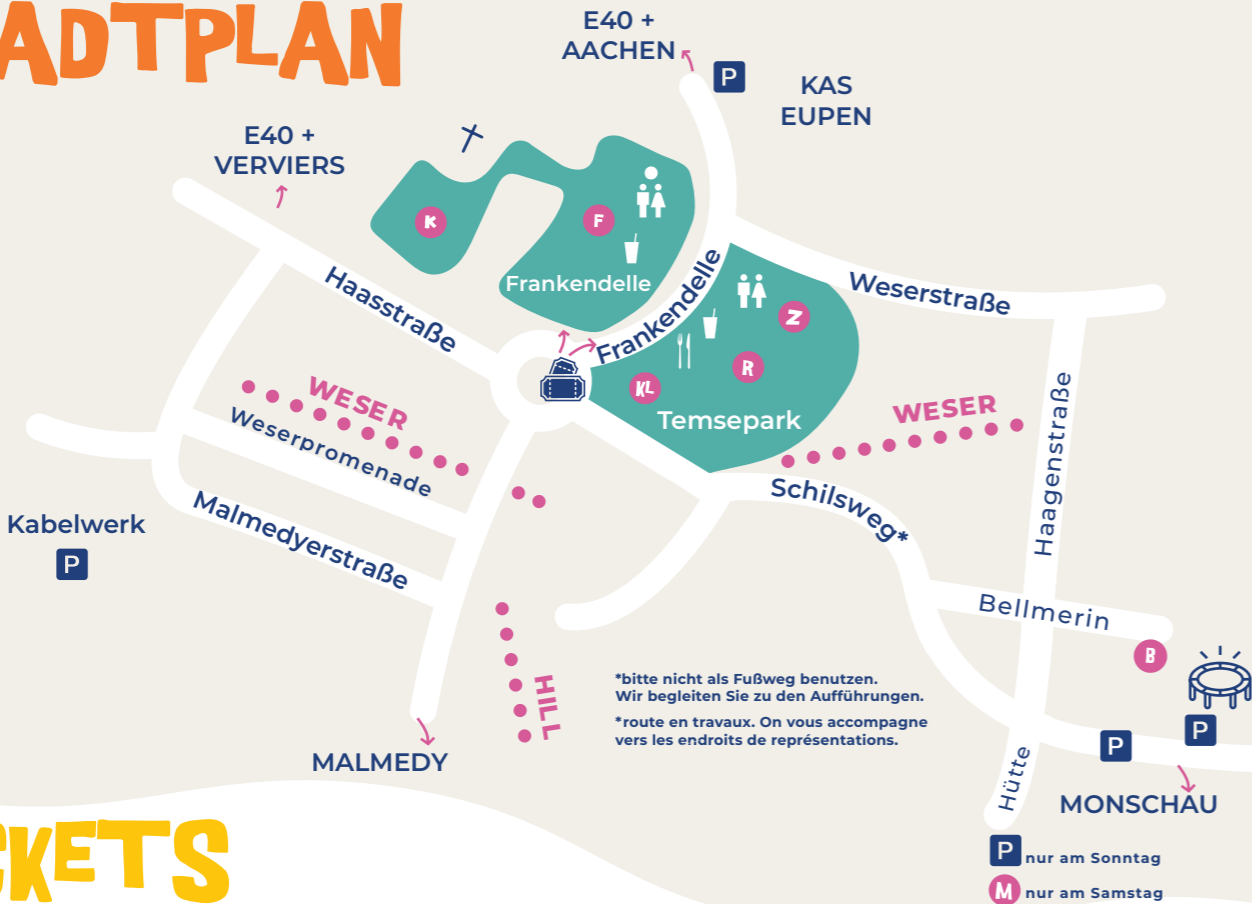 ADTPLAN
E40 +
AACHEN
P
KAS
EUPEN
E40 +
VERVIERS
K
F
Frankendelle
Frankendelle
Haasstraße
Weserstraße
Z
R
KL
Temsepark
WESER
WESER
Weserpromenade
Haagenstraße
Schilsweg*
Malmedyerstraße
Kabelwerk
P
Bellmerin
B
HILL
*bitte nicht als Fußweg benutzen.
Wir begleiten Sie zu den Aufführungen.
*route en travaux. On vous accompagne
vers les endroits de représentations.
P
P
MALMEDY
Hütte
MONSCHAU
CKETS
P nur am Sonntag
M nur am Samstag